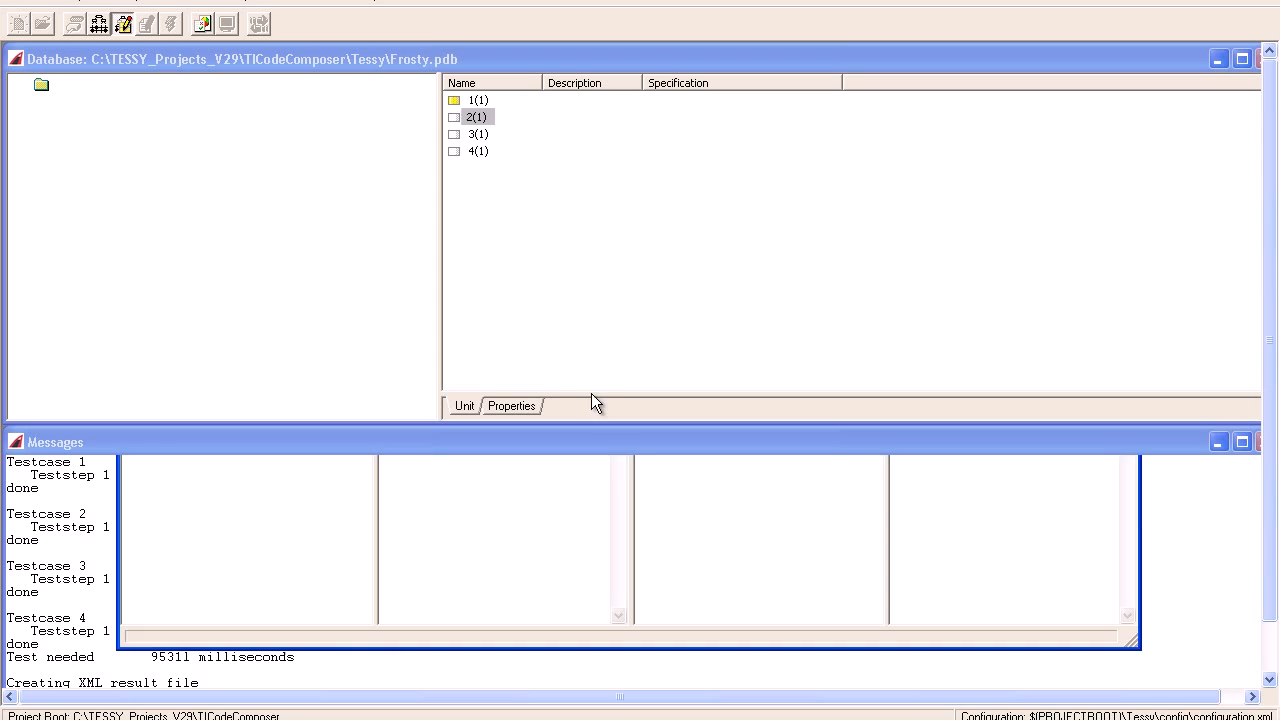 Database: C:\TESSY_Projects_V29\TICodeComposer\Tessy\Frosty.pdb
Name Description Specification
1(1)
2(1)
3(1)
4(1)
Unit Properties
Messages
Testcase 1
Teststep 1
done
Testcase 2
Teststep 1
done
Testcase 3
Teststep 1
done
Testcase 4
Teststep 1
done
Test needed 95311 milliseconds
Creating XML result file
Project Root: C:\TESSY_Projects_V29\TICodeComposer Configuration: $(PROJECTROOT)\Tessy\config\configuration.xml